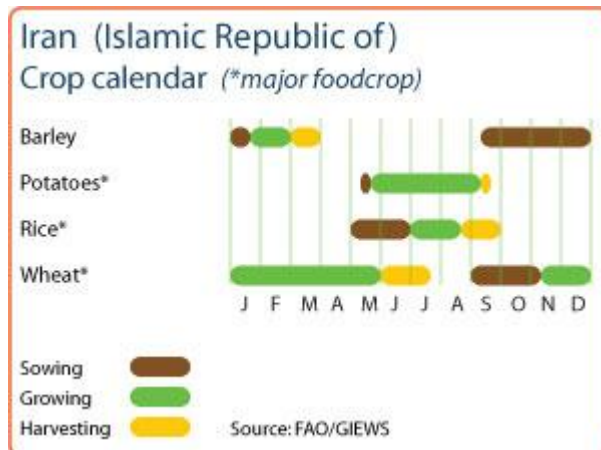 Iran (Islamic Republic of)
Crop calendar (*major foodcrop)
Barley
Potatoes*
Rice*
Wheat*
J F M A M J J A S O N D
Sowing
Growing
Harvesting
Source: FAO/GIEWS